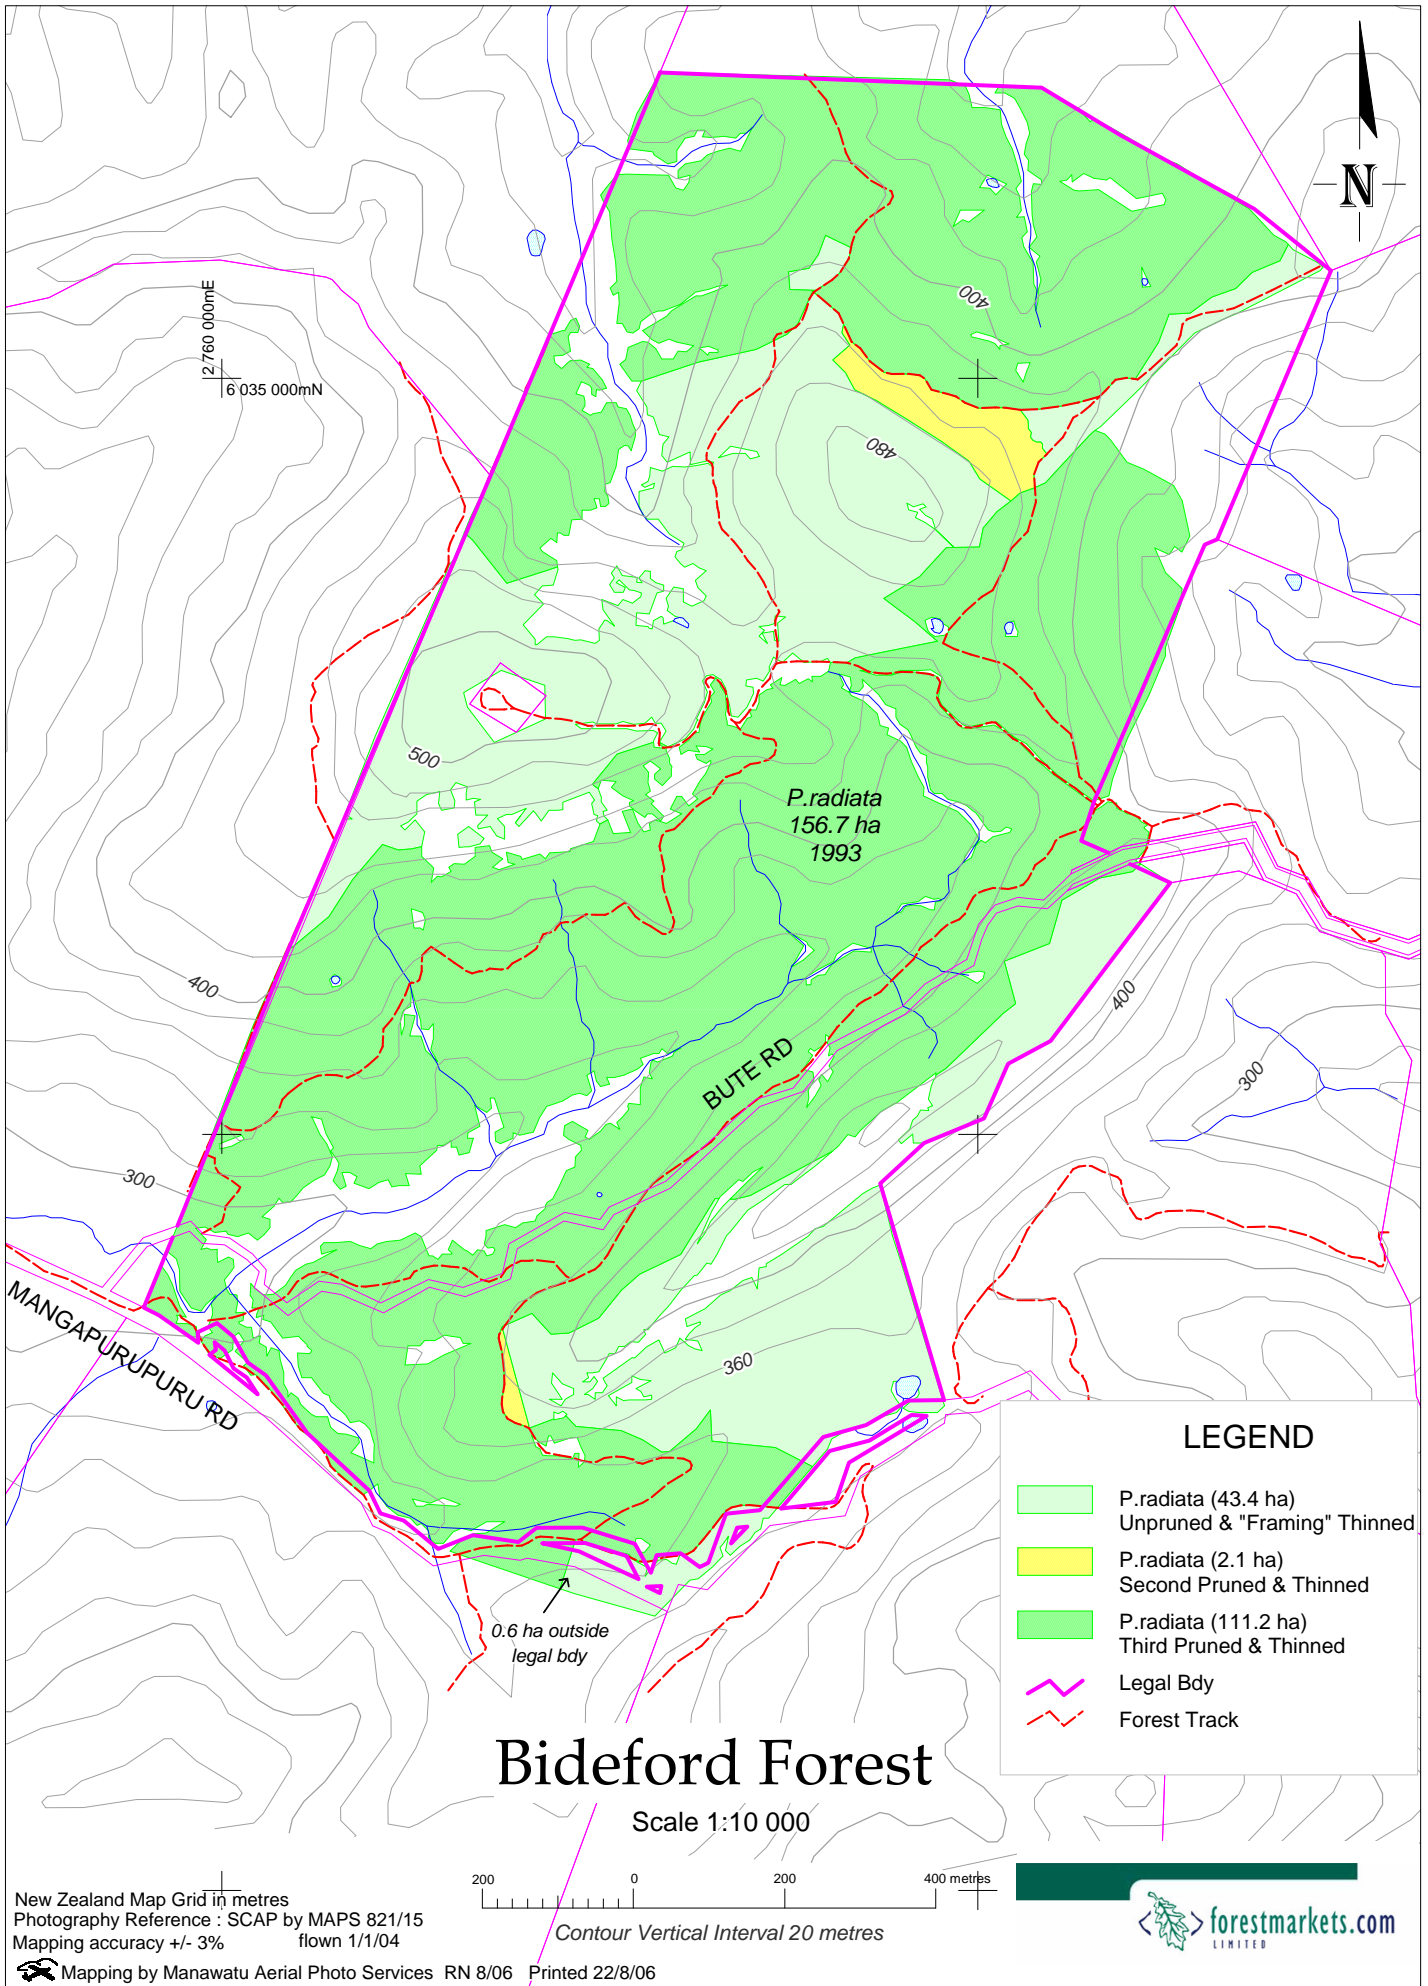 N
2 760 000mE
6 035 000mN
400
480
500
P.radiata
156.7 ha
1993
400
400
BUTE RD
300
300
MANGAPURUPURU RD
360
LEGEND
P.radiata (43.4 ha)
Unpruned & "Framing" Thinned
P.radiata (2.1 ha)
Second Pruned & Thinned
P.radiata (111.2 ha)
Third Pruned & Thinned
Legal Bdy
Forest Track
0.6 ha outside
legal bdy
Bideford Forest
Scale 1:10 000
200 0 200 400 metres
Contour Vertical Interval 20 metres
New Zealand Map Grid in metres
Photography Reference : SCAP by MAPS 821/15
Mapping accuracy +/- 3% flown 1/1/04
Mapping by Manawatu Aerial Photo Services RN 8/06 Printed 22/8/06
forestmarkets.com
LIMITED